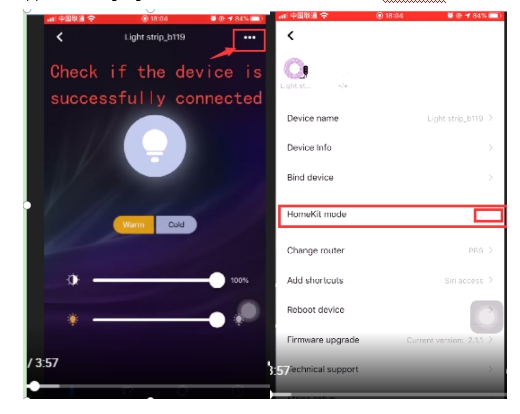 中国联通
18:04
84%
Light strip_b119
Check if the device is
successfully connected
Warm
Cold
100%
/ 3:57
中国联通
18:04
84%
Light st...
Device name
Light strip_b119
Device Info
Bind device
HomeKit mode
Change router
Add shortcuts
Siri access
Reboot device
Firmware upgrade
Current version: 2.11
3:57
Technical support